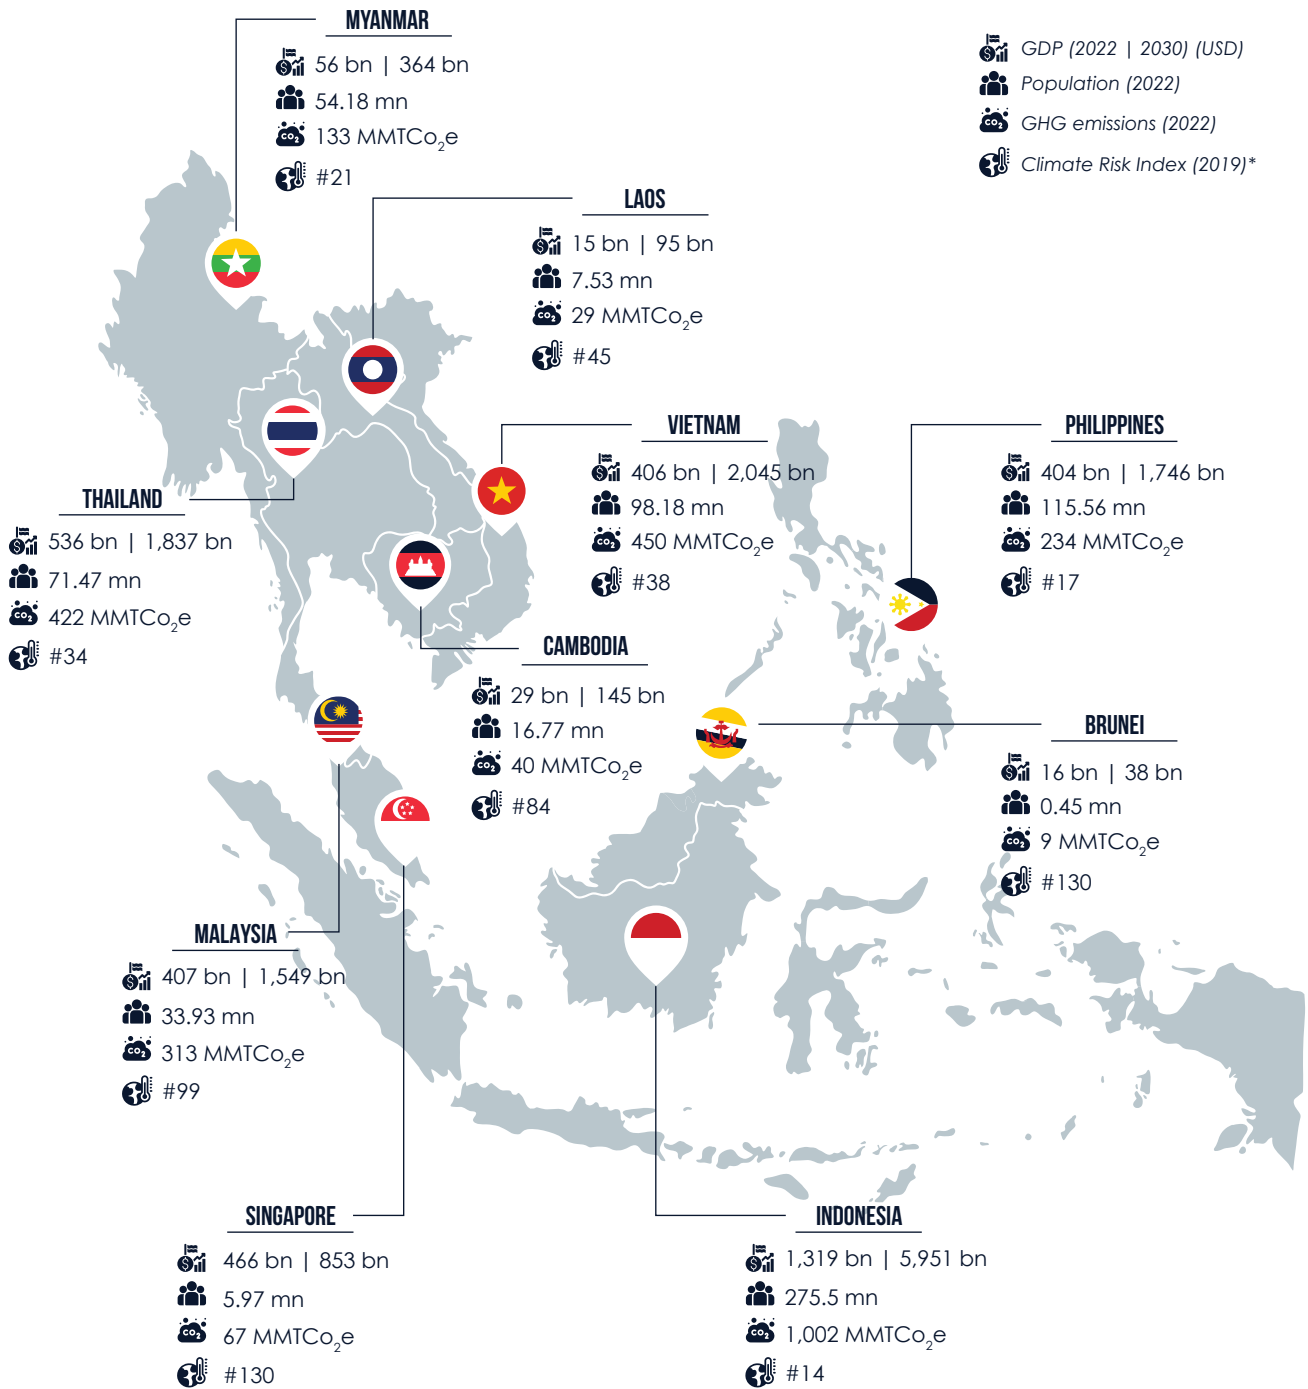 MYANMAR
56 bn | 364 bn
54.18 mn
133 MMTCo₂e
#21
GDP (2022 | 2030) (USD)
Population (2022)
GHG emissions (2022)
Climate Risk Index (2019)*
LAOS
15 bn | 95 bn
7.53 mn
29 MMTCo₂e
#45
VIETNAM
406 bn | 2,045 bn
98.18 mn
450 MMTCo₂e
#38
PHILIPPINES
404 bn | 1,746 bn
115.56 mn
234 MMTCo₂e
#17
THAILAND
536 bn | 1,837 bn
71.47 mn
422 MMTCo₂e
#34
CAMBODIA
29 bn | 145 bn
16.77 mn
40 MMTCo₂e
#84
BRUNEI
16 bn | 38 bn
0.45 mn
9 MMTCo₂e
#130
MALAYSIA
407 bn | 1,549 bn
33.93 mn
313 MMTCo₂e
#99
SINGAPORE
466 bn | 853 bn
5.97 mn
67 MMTCo₂e
#130
INDONESIA
1,319 bn | 5,951 bn
275.5 mn
1,002 MMTCo₂e
#14